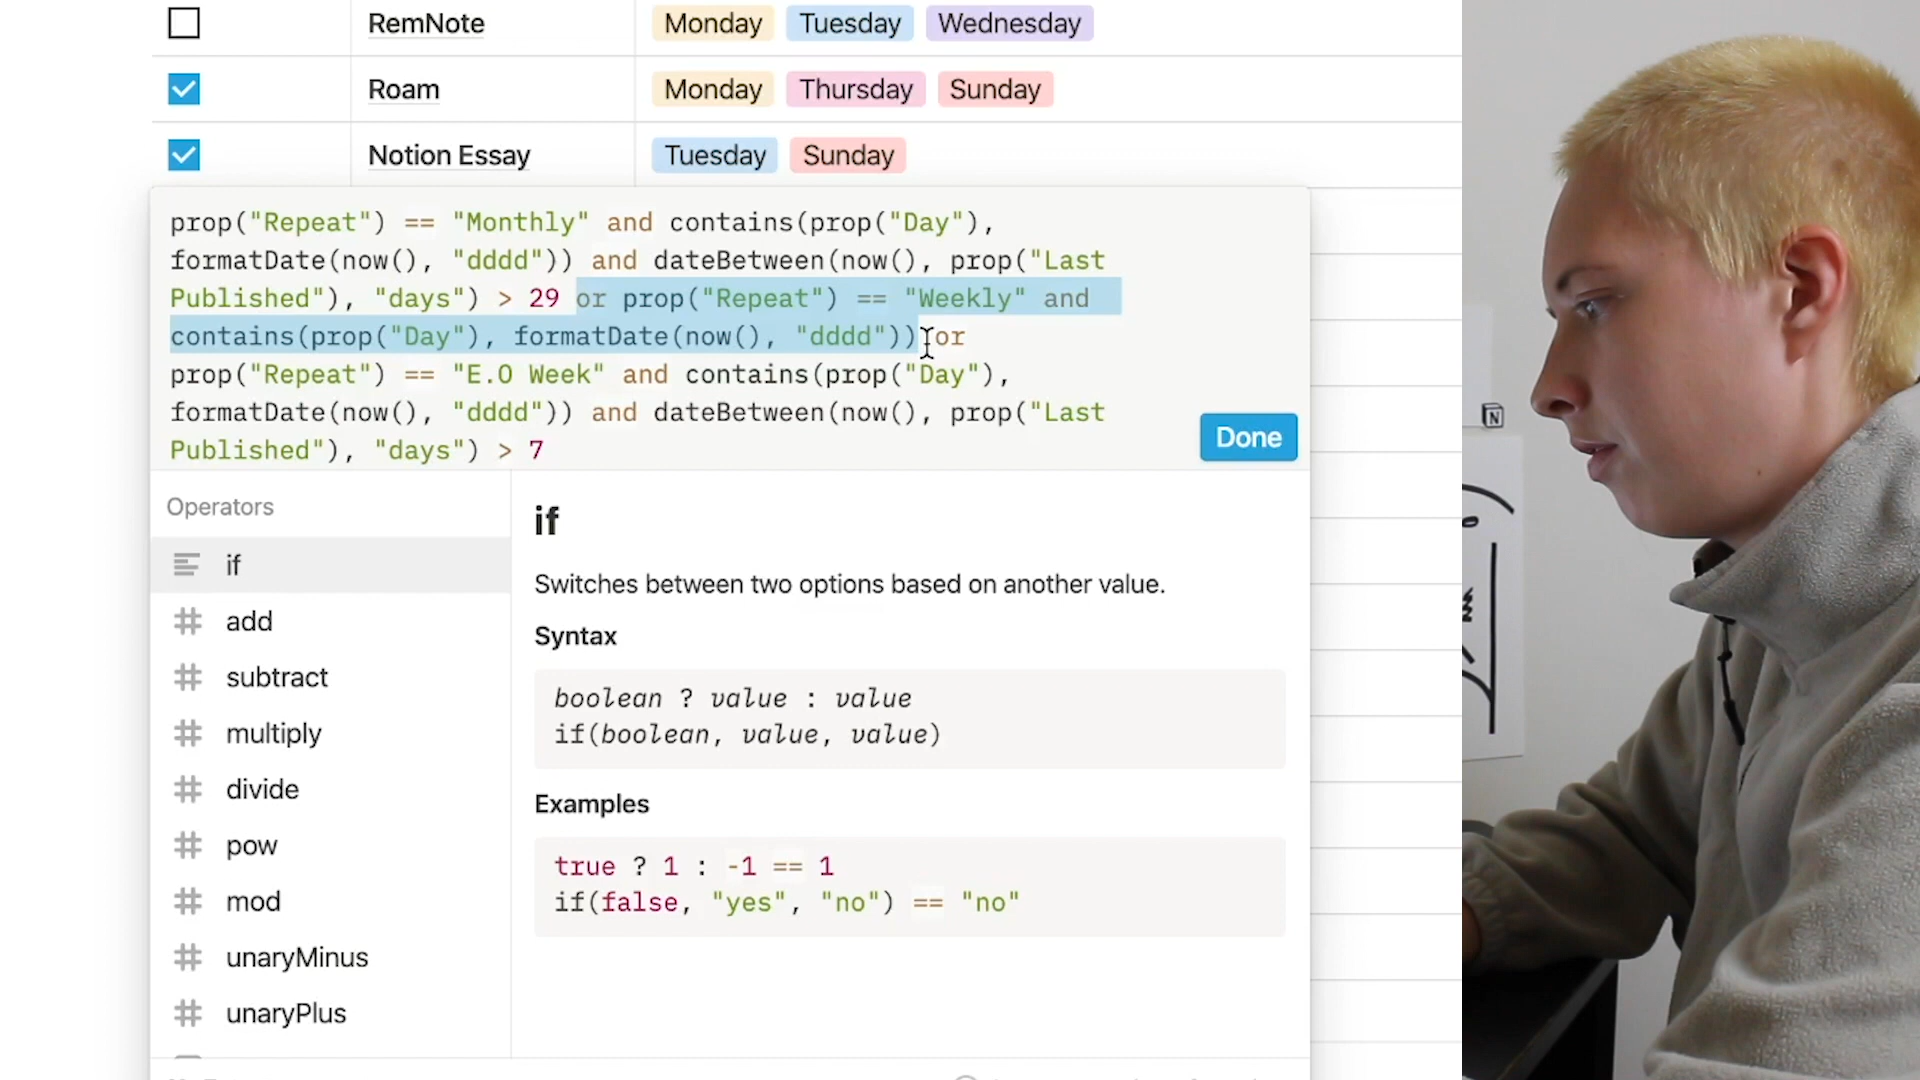 RemNote Monday Tuesday Wednesday
Roam Monday Thursday Sunday
Notion Essay Tuesday Sunday
prop("Repeat") == "Monthly" and contains(prop("Day"),
formatDate(now(), "dddd")) and dateBetween(now(), prop("Last
Published"), "days") > 29 or prop("Repeat") == "Weekly" and
contains(prop("Day"), formatDate(now(), "dddd")) or
prop("Repeat") == "E.O Week" and contains(prop("Day"),
formatDate(now(), "dddd")) and dateBetween(now(), prop("Last
Published"), "days") > 7
Done
Operators
if
add
subtract
multiply
divide
pow
mod
unaryMinus
unaryPlus
if
Switches between two options based on another value.
Syntax
boolean ? value : value
if(boolean, value, value)
Examples
true ? 1 : -1 == 1
if(false, "yes", "no") == "no"
N